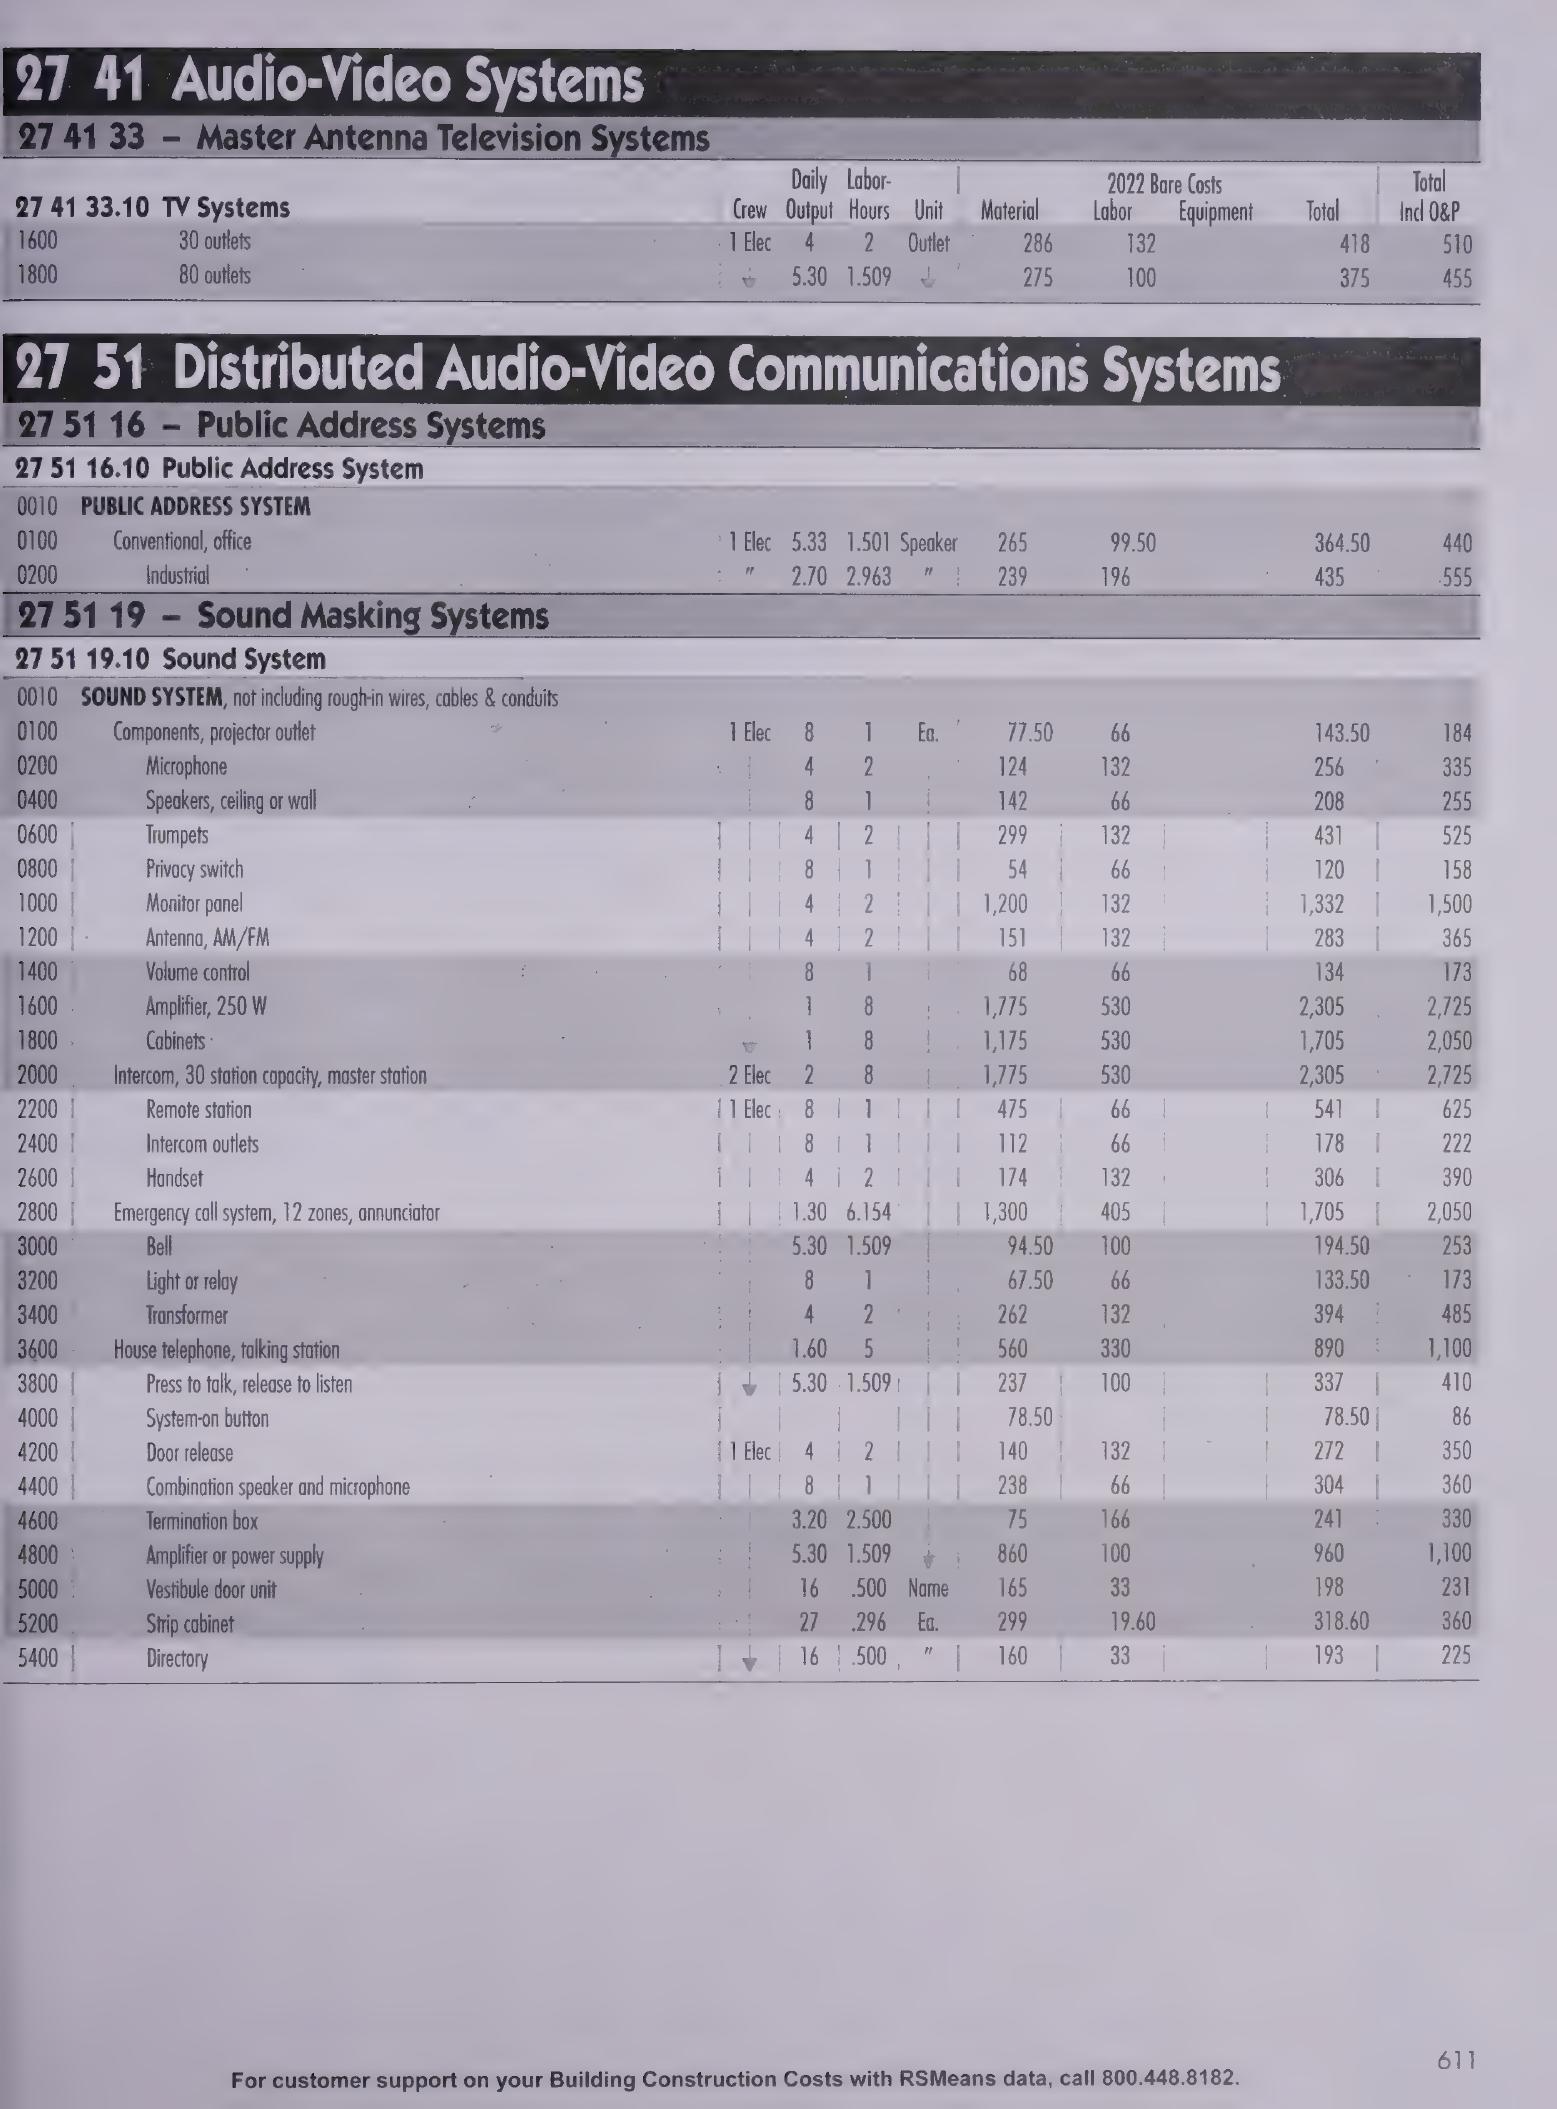 27 41 Audio-Video Systems
27 41 33 – Master Antenna Television Systems
Daily Labor- 2022 Bare Costs Total
27 41 33.10 TV Systems Crew Output Hours Unit Material Labor Equipment Total Incl O&P
1600 30 outlets 1 Elec 4 2 Outlet 286 132 418 510
1800 80 outlets 5.30 1.509 275 100 375 455
27 51 Distributed Audio-Video Communications Systems
27 51 16 – Public Address Systems
27 51 16.10 Public Address System
0010 PUBLIC ADDRESS SYSTEM
0100 Conventional, office 1 Elec 5.33 1.501 Speaker 265 99.50 364.50 440
0200 Industrial " 2.70 2.963 " 239 196 435 555
27 51 19 – Sound Masking Systems
27 51 19.10 Sound System
0010 SOUND SYSTEM, not including rough-in wires, cables & conduits
0100 Components, projector outlet 1 Elec 8 1 Ea. 77.50 66 143.50 184
0200 Microphone 4 2 124 132 256 335
0400 Speakers, ceiling or wall 8 1 142 66 208 255
0600 Trumpets 4 2 299 132 431 525
0800 Privacy switch 8 1 54 66 120 158
1000 Monitor panel 4 2 1,200 132 1,332 1,500
1200 Antenna, AM/FM 4 2 151 132 283 365
1400 Volume control 8 1 68 66 134 173
1600 Amplifier, 250 W 1 8 1,775 530 2,305 2,725
1800 Cabinets 1 8 1,175 530 1,705 2,050
2000 Intercom, 30 station capacity, master station 2 Elec 2 8 1,775 530 2,305 2,725
2200 Remote station 1 Elec 8 1 475 66 541 625
2400 Intercom outlets 8 1 112 66 178 222
2600 Handset 4 2 174 132 306 390
2800 Emergency call system, 12 zones, annunciator 1.30 6.154 1,300 405 1,705 2,050
3000 Bell 5.30 1.509 94.50 100 194.50 253
3200 Light or relay 8 1 67.50 66 133.50 173
3400 Transformer 4 2 262 132 394 485
3600 House telephone, talking station 1.60 5 560 330 890 1,100
3800 Press to talk, release to listen 5.30 1.509 237 100 337 410
4000 System-on button 78.50 78.50 86
4200 Door release 1 Elec 4 2 140 132 272 350
4400 Combination speaker and microphone 8 1 238 66 304 360
4600 Termination box 3.20 2.500 75 166 241 330
4800 Amplifier or power supply 5.30 1.509 860 100 960 1,100
5000 Vestibule door unit 16 .500 Name 165 33 198 231
5200 Strip cabinet 27 .296 Ea. 299 19.60 318.60 360
5400 Directory 16 .500 " 160 33 193 225
611
For customer support on your Building Construction Costs with RSMeans data, call 800.448.8182.